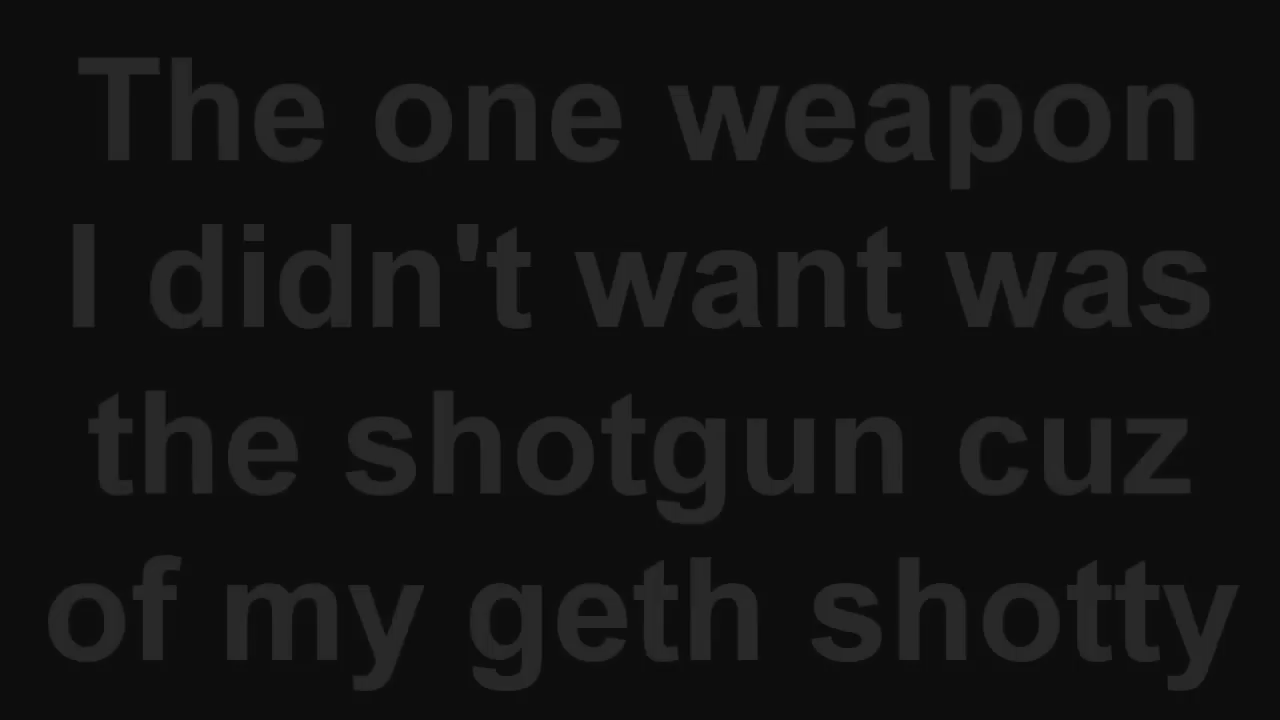 The one weapon
I didn't want was
the shotgun cuz
of my geth shotty